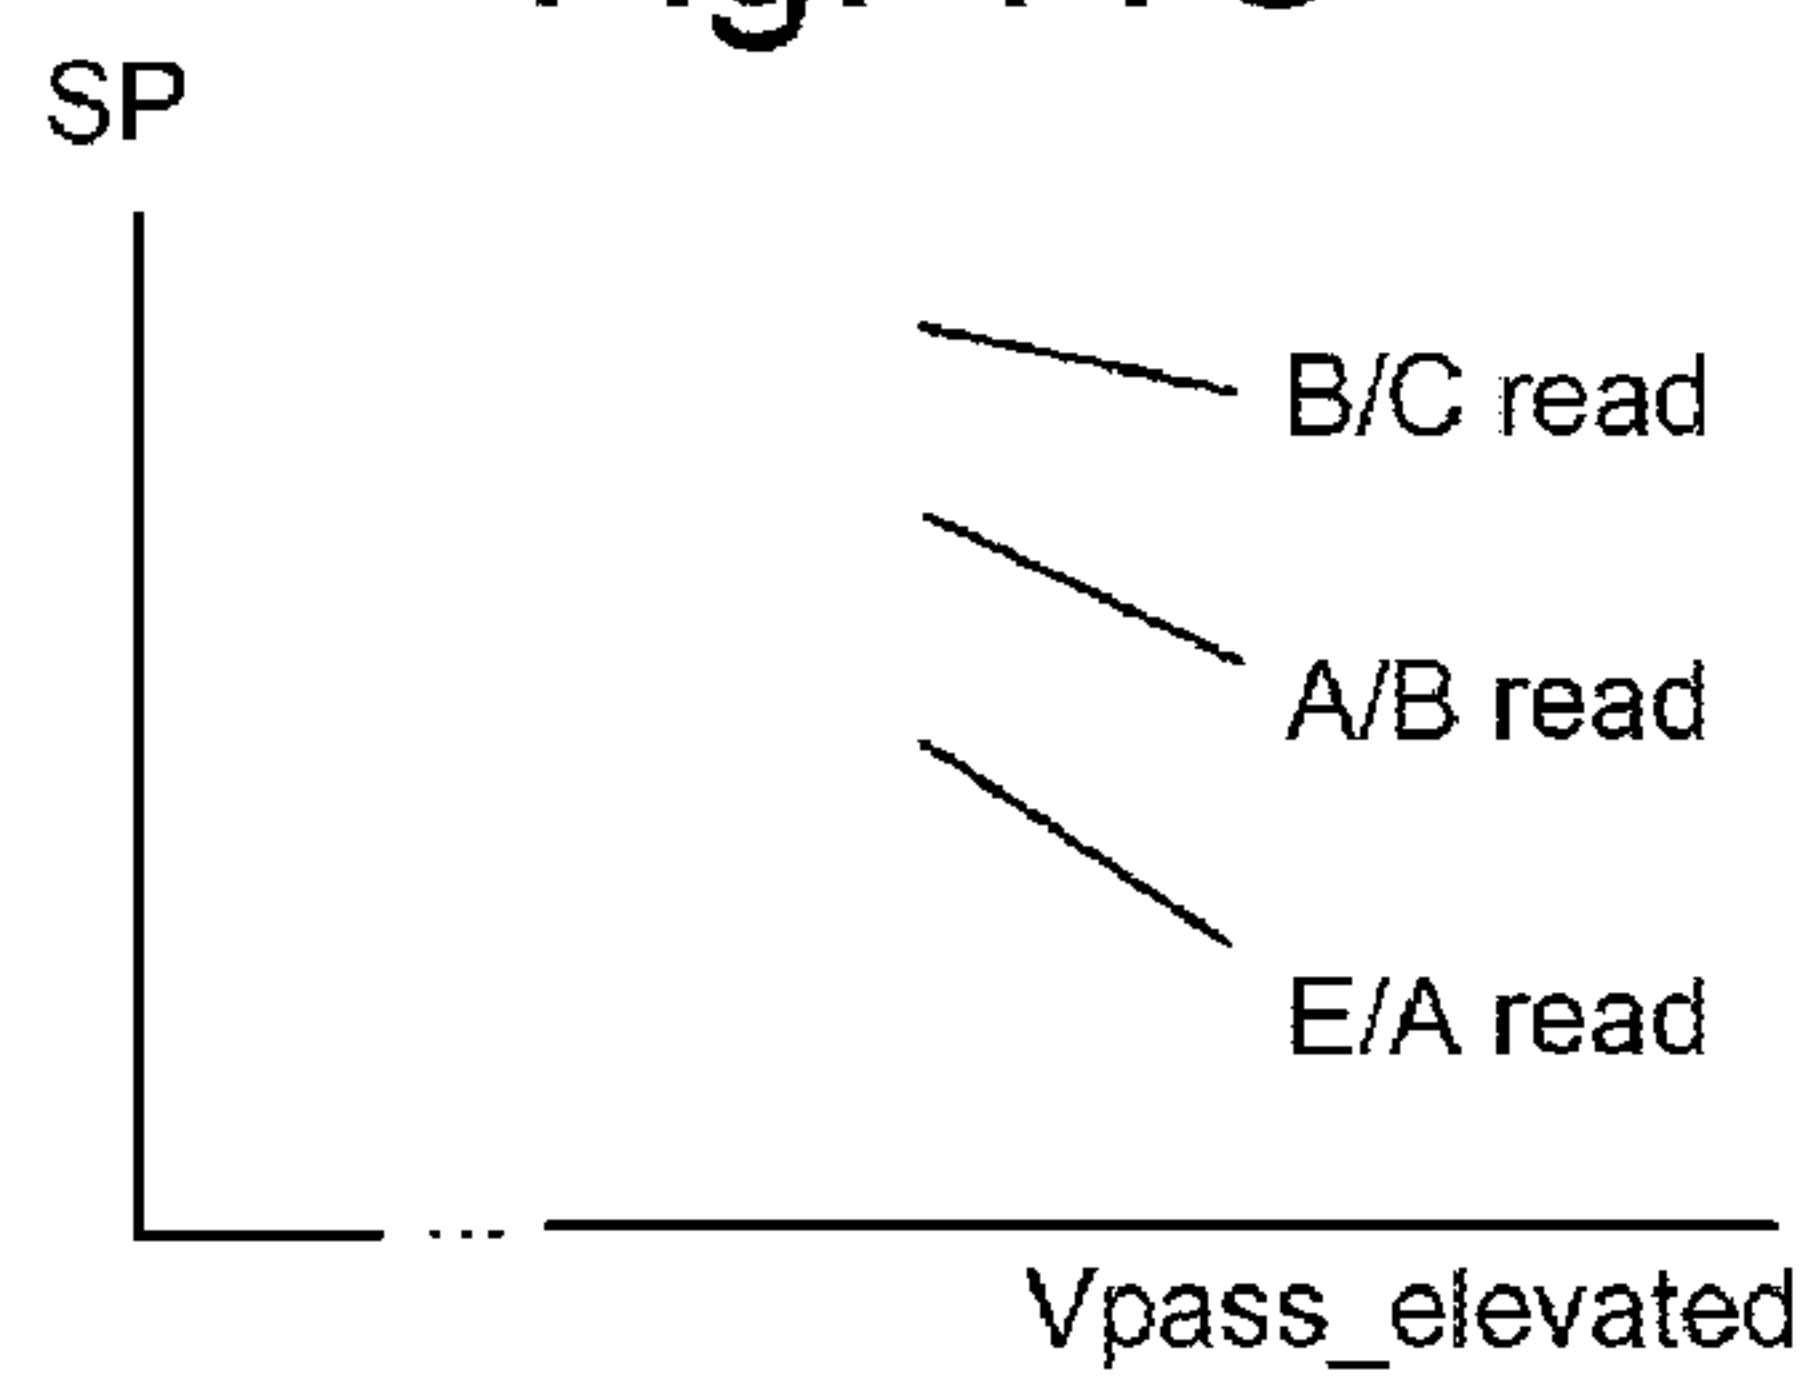 SP
B/C read
A/B read
E/A read
...
Vpass_elevated